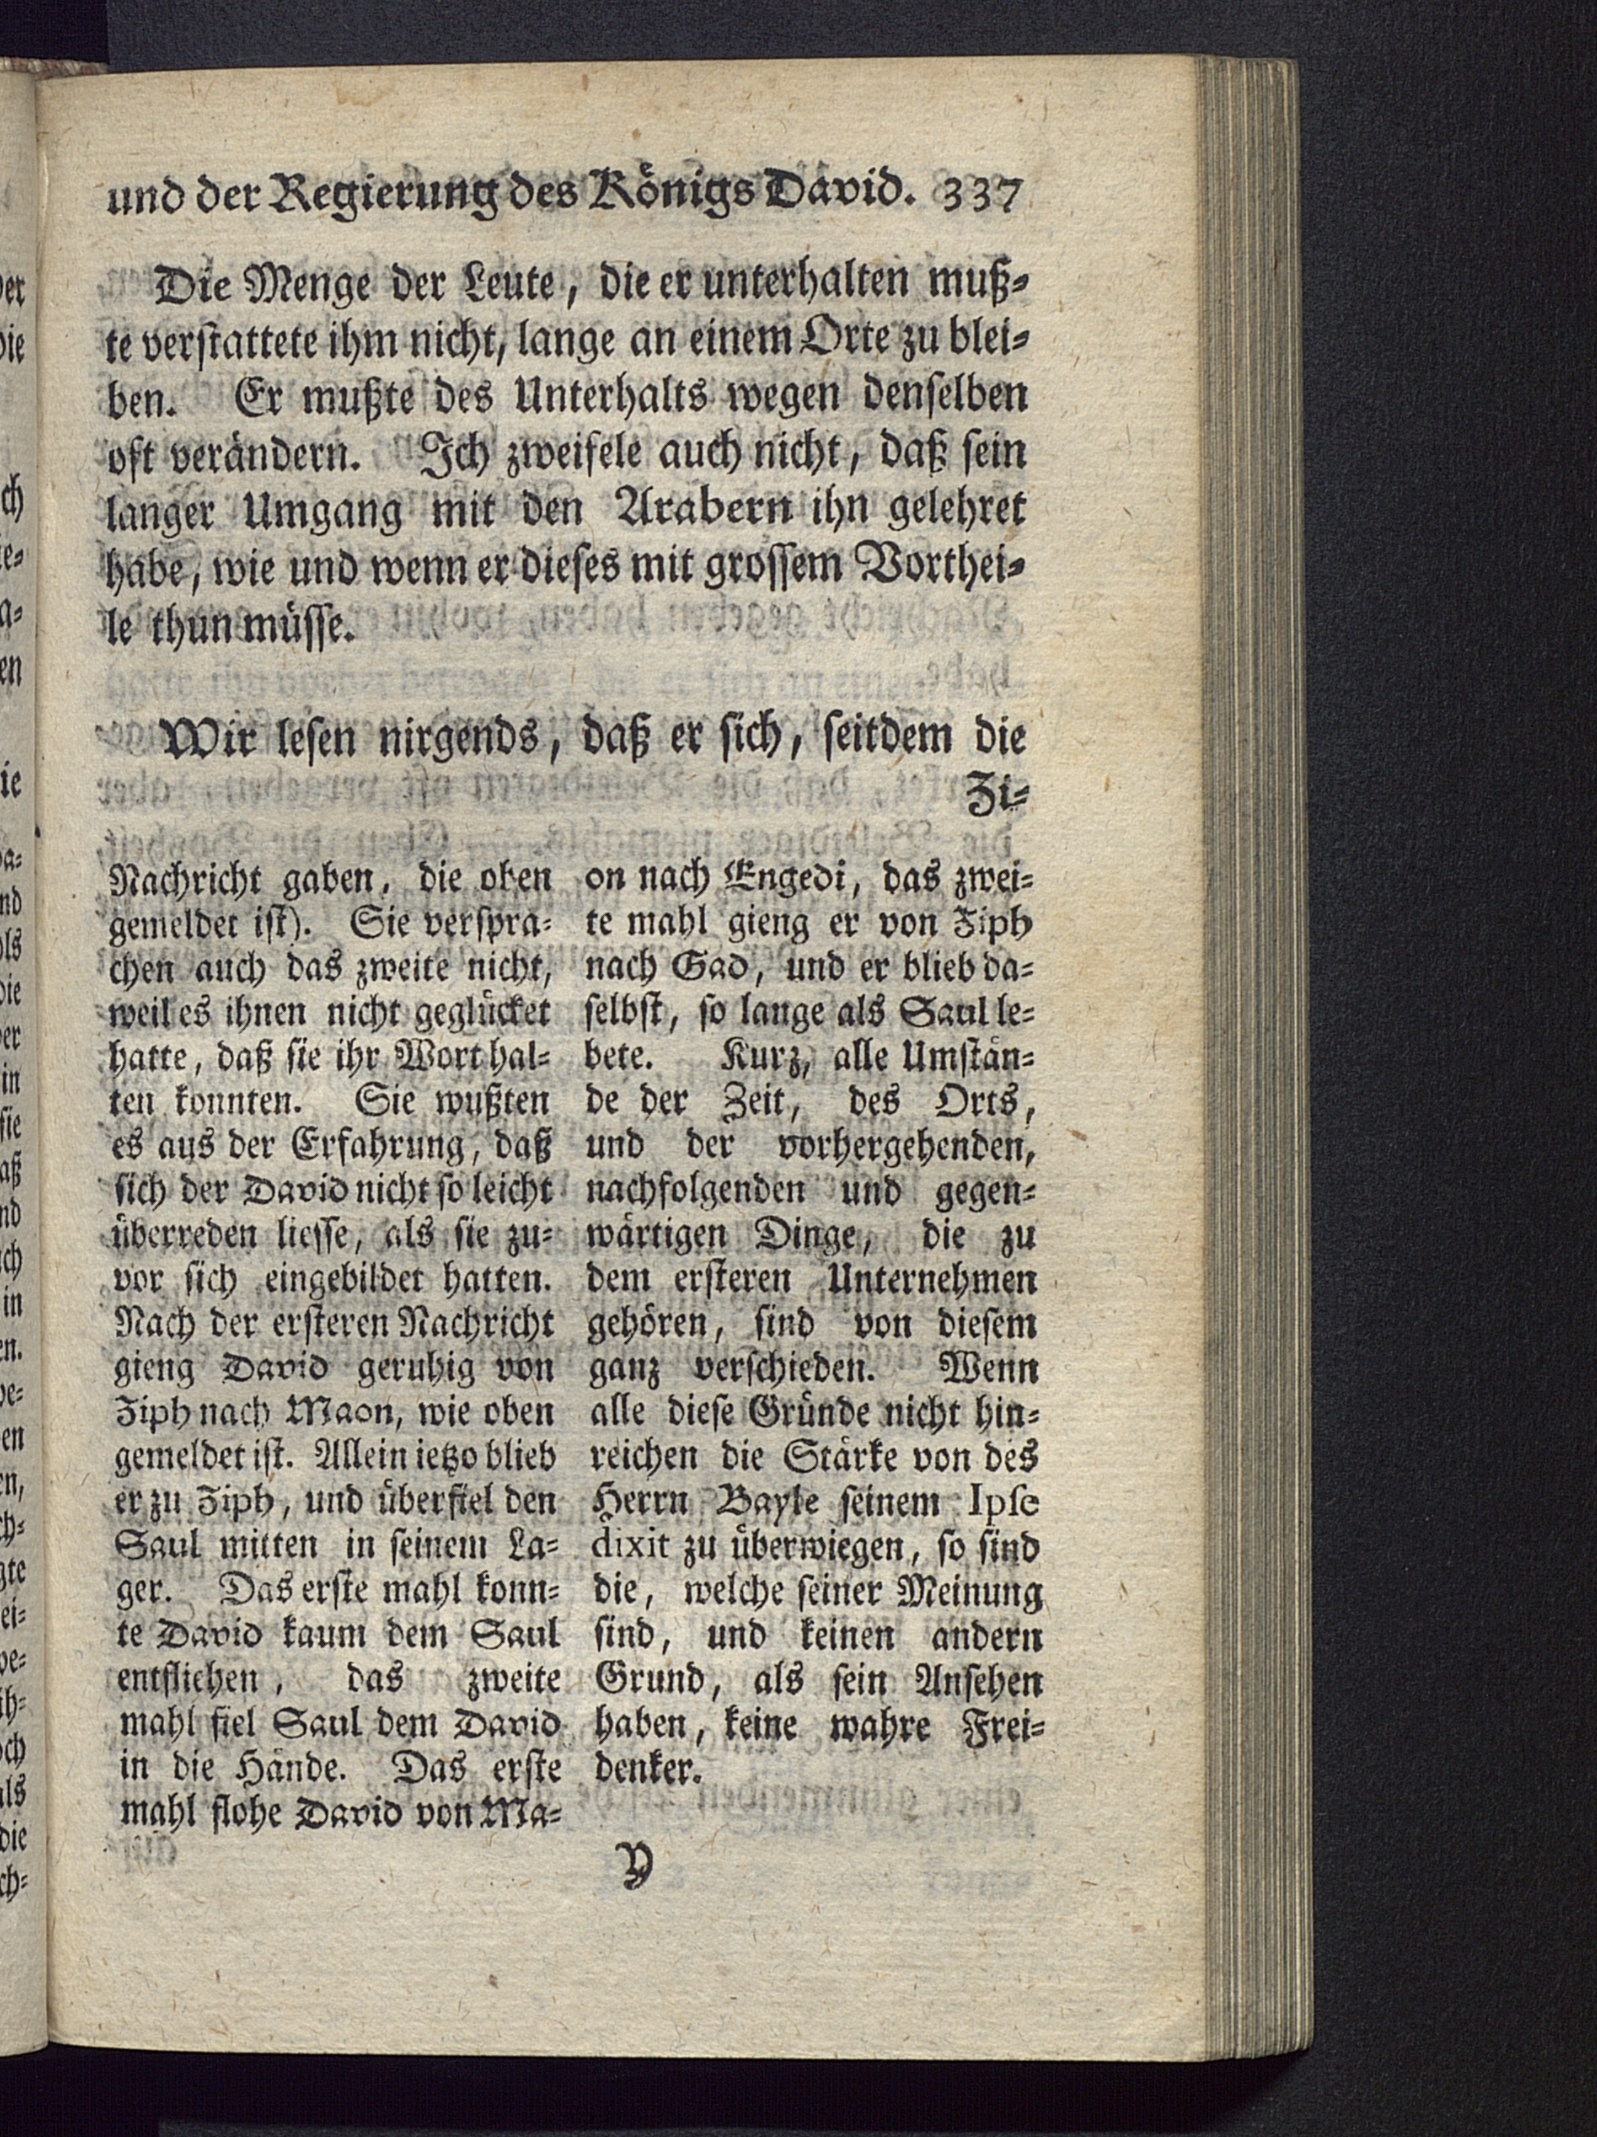 und der Regierung des Königs David. 337
Die Menge der Leute, die er unterhalten muß-
te verstattete ihm nicht, lange an einem Orte zu blei-
ben. Er mußte des Unterhalts wegen denselben
oft verändern. Ich zweifele auch nicht, daß sein
langer Umgang mit den Arabern ihn gelehret
habe, wie und wenn er dieses mit grossem Vorthei-
le thun müsse.
Wir lesen nirgends, daß er sich, seitdem die
Zi-
Nachricht gaben, die oben
gemeldet ist). Sie verspra-
chen auch das zweite nicht,
weil es ihnen nicht geglücket
hatte, daß sie ihr Wort hal-
ten konnten. Sie wußten
es aus der Erfahrung, daß
sich der David nicht so leicht
überreden liesse, als sie zu-
vor sich eingebildet hatten.
Nach der ersteren Nachricht
gieng David geruhig von
Ziph nach Maon, wie oben
gemeldet ist. Allein ietzo blieb
er zu Ziph, und überfiel den
Saul mitten in seinem La-
ger. Das erste mahl konn-
te David kaum dem Saul
entfliehen, das zweite
mahl fiel Saul dem David
in die Hände. Das erste
mahl flohe David von Ma-
on nach Engedi, das zwei-
te mahl gieng er von Ziph
nach Gad, und er blieb da-
selbst, so lange als Saul le-
bete. Kurz, alle Umstän-
de der Zeit, des Orts,
und der vorhergehenden,
nachfolgenden und gegen-
wärtigen Dinge, die zu
dem ersteren Unternehmen
gehören, sind von diesem
ganz verschieden. Wenn
alle diese Gründe nicht hin-
reichen die Stärke von des
Herrn Bayle seinem Ipse
dixit zu überwiegen, so sind
die, welche seiner Meinung
sind, und keinen andern
Grund, als sein Ansehen
haben, keine wahre Frei-
denker.
Y